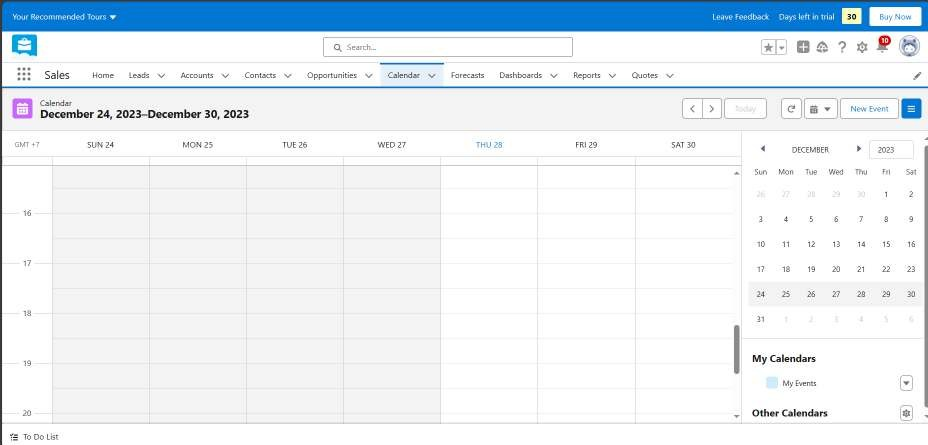 Your Recommended Tours
Leave Feedback
Days left in trial
30
Buy Now
Search...
10
Sales
Home
Leads
Accounts
Contacts
Opportunities
Calendar
Forecasts
Dashboards
Reports
Quotes
Calendar
December 24, 2023–December 30, 2023
Today
New Event
GMT +7
SUN 24
MON 25
TUE 26
WED 27
THU 28
FRI 29
SAT 30
16
17
18
19
20
DECEMBER
2023
Sun Mon Tue Wed Thu Fri Sat
26 27 28 29 30 1 2
3 4 5 6 7 8 9
10 11 12 13 14 15 16
17 18 19 20 21 22 23
24 25 26 27 28 29 30
31 1 2 3 4 5 6
My Calendars
My Events
Other Calendars
To Do List